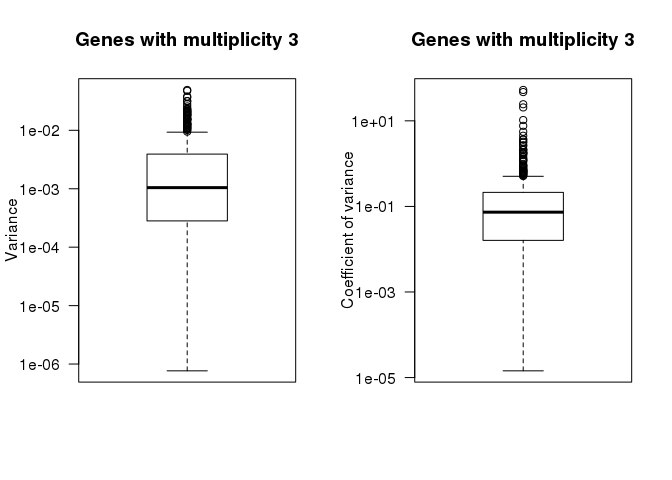 Genes with multiplicity 3
Variance
1e-02
1e-03
1e-04
1e-05
1e-06
Genes with multiplicity 3
Coefficient of variance
1e+01
1e-01
1e-03
1e-05